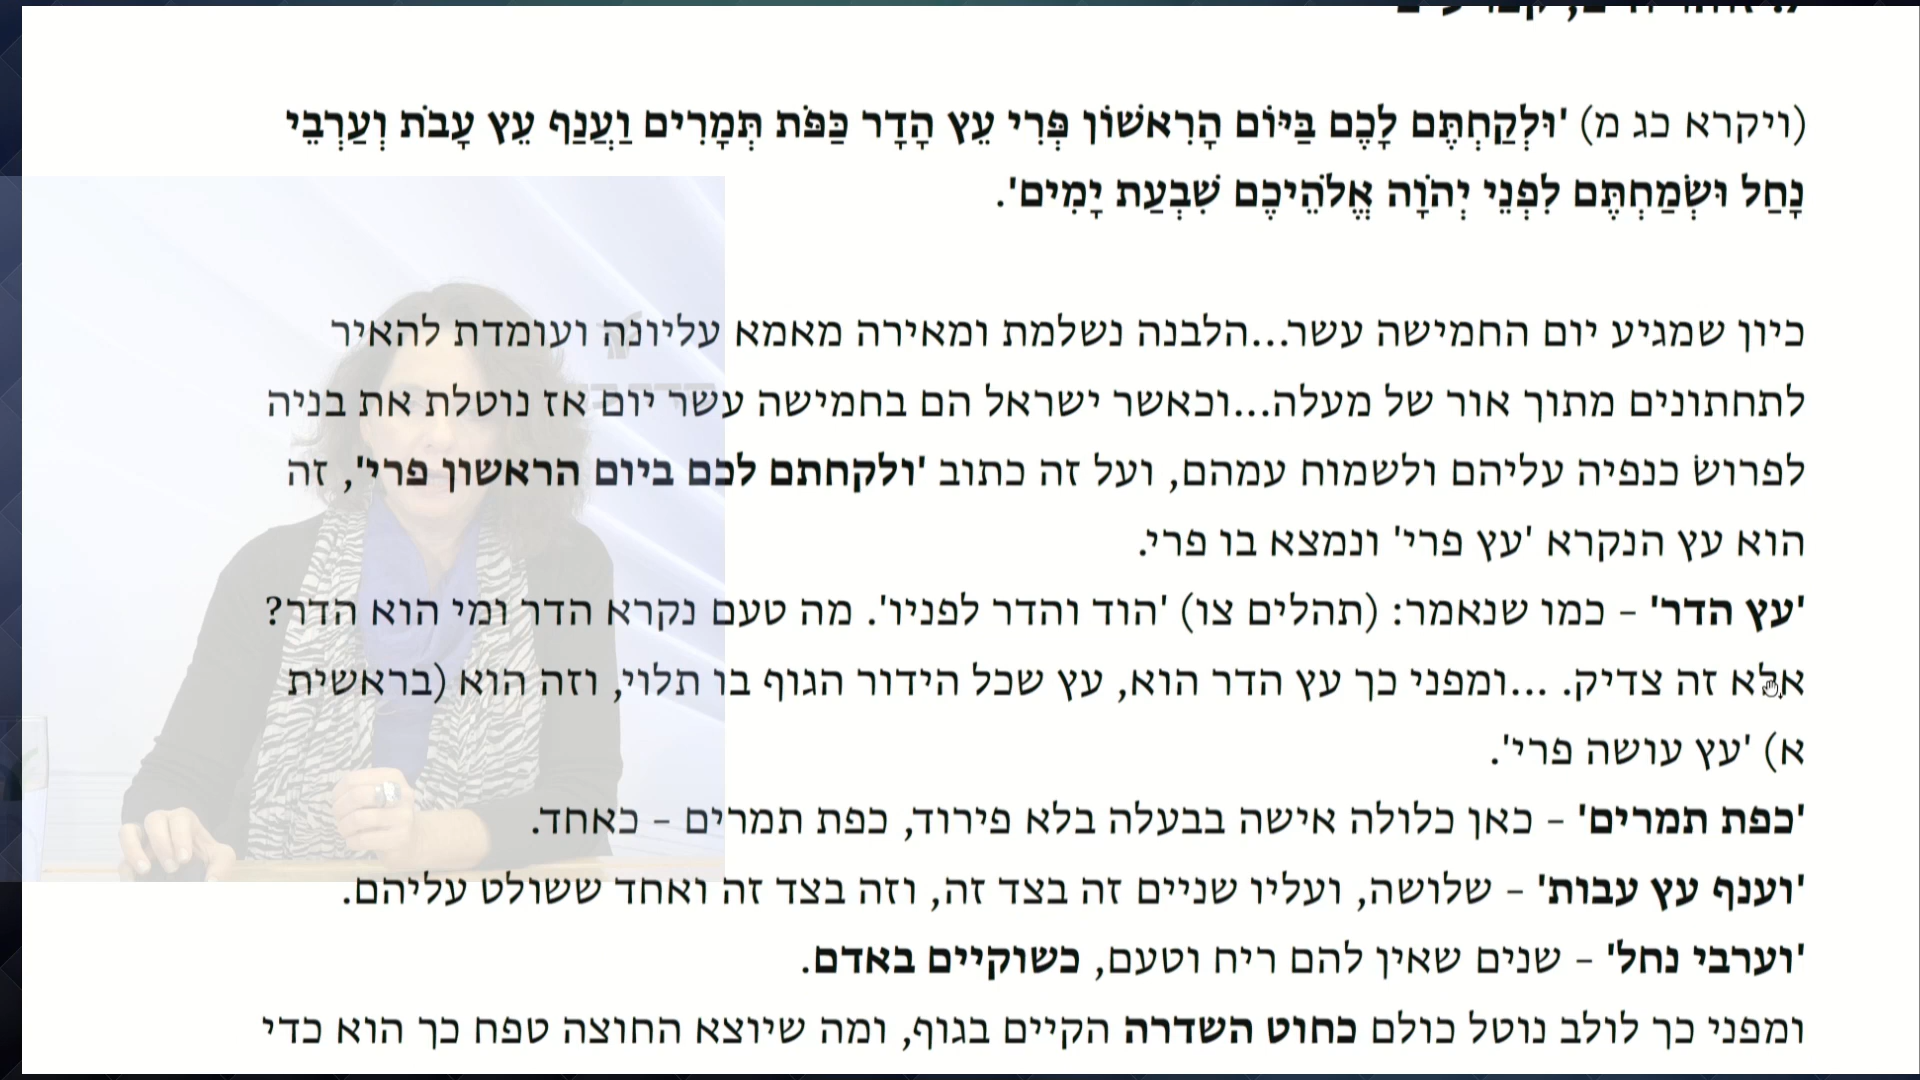 (ויקרא כג מ) 'וּלְקַחְתֶּם לָכֶם בַּיּוֹם הָרִאשׁוֹן פְּרִי עֵץ הָדָר כַּפֹּת תְּמָרִים וַעֲנַף עֵץ עָבֹת וְעַרְבֵי
נָחַל וּשְׂמַחְתֶּם לִפְנֵי יְהֹוָה אֱלֹהֵיכֶם שִׁבְעַת יָמִים'.
כיון שמגיע יום החמישה עשר...הלבנה נשלמת ומאירה מאמא עליונה ועומדת להאיר
לתחתונים מתוך אור של מעלה...וכאשר ישראל הם בחמישה עשר יום אז נוטלת את בניה
לפרוש כנפיה עליהם ולשמוח עמהם, ועל זה כתוב 'ולקחתם לכם ביום הראשון פרי', זה
הוא עץ הנקרא 'עץ פרי' ונמצא בו פרי.
'עץ הדר' – כמו שנאמר: (תהלים צו) 'הוד והדר לפניו'. מה טעם נקרא הדר ומי הוא הדר?
אלא זה צדיק. ...ומפני כך עץ הדר הוא, עץ שכל הידור הגוף בו תלוי, וזה הוא (בראשית
א) 'עץ עושה פרי'.
'כפת תמרים' – כאן כלולה אישה בבעלה בלא פירוד, כפת תמרים – כאחד.
'וענף עץ עבות' – שלושה, ועליו שניים זה בצד זה, וזה בצד זה ואחד ששולט עליהם.
'וערבי נחל' – שנים שאין להם ריח וטעם, כשוקיים באדם.
ומפני כך לולב נוטל כולם כחוט השדרה הקיים בגוף, ומה שיוצא החוצה טפח כך הוא כדי